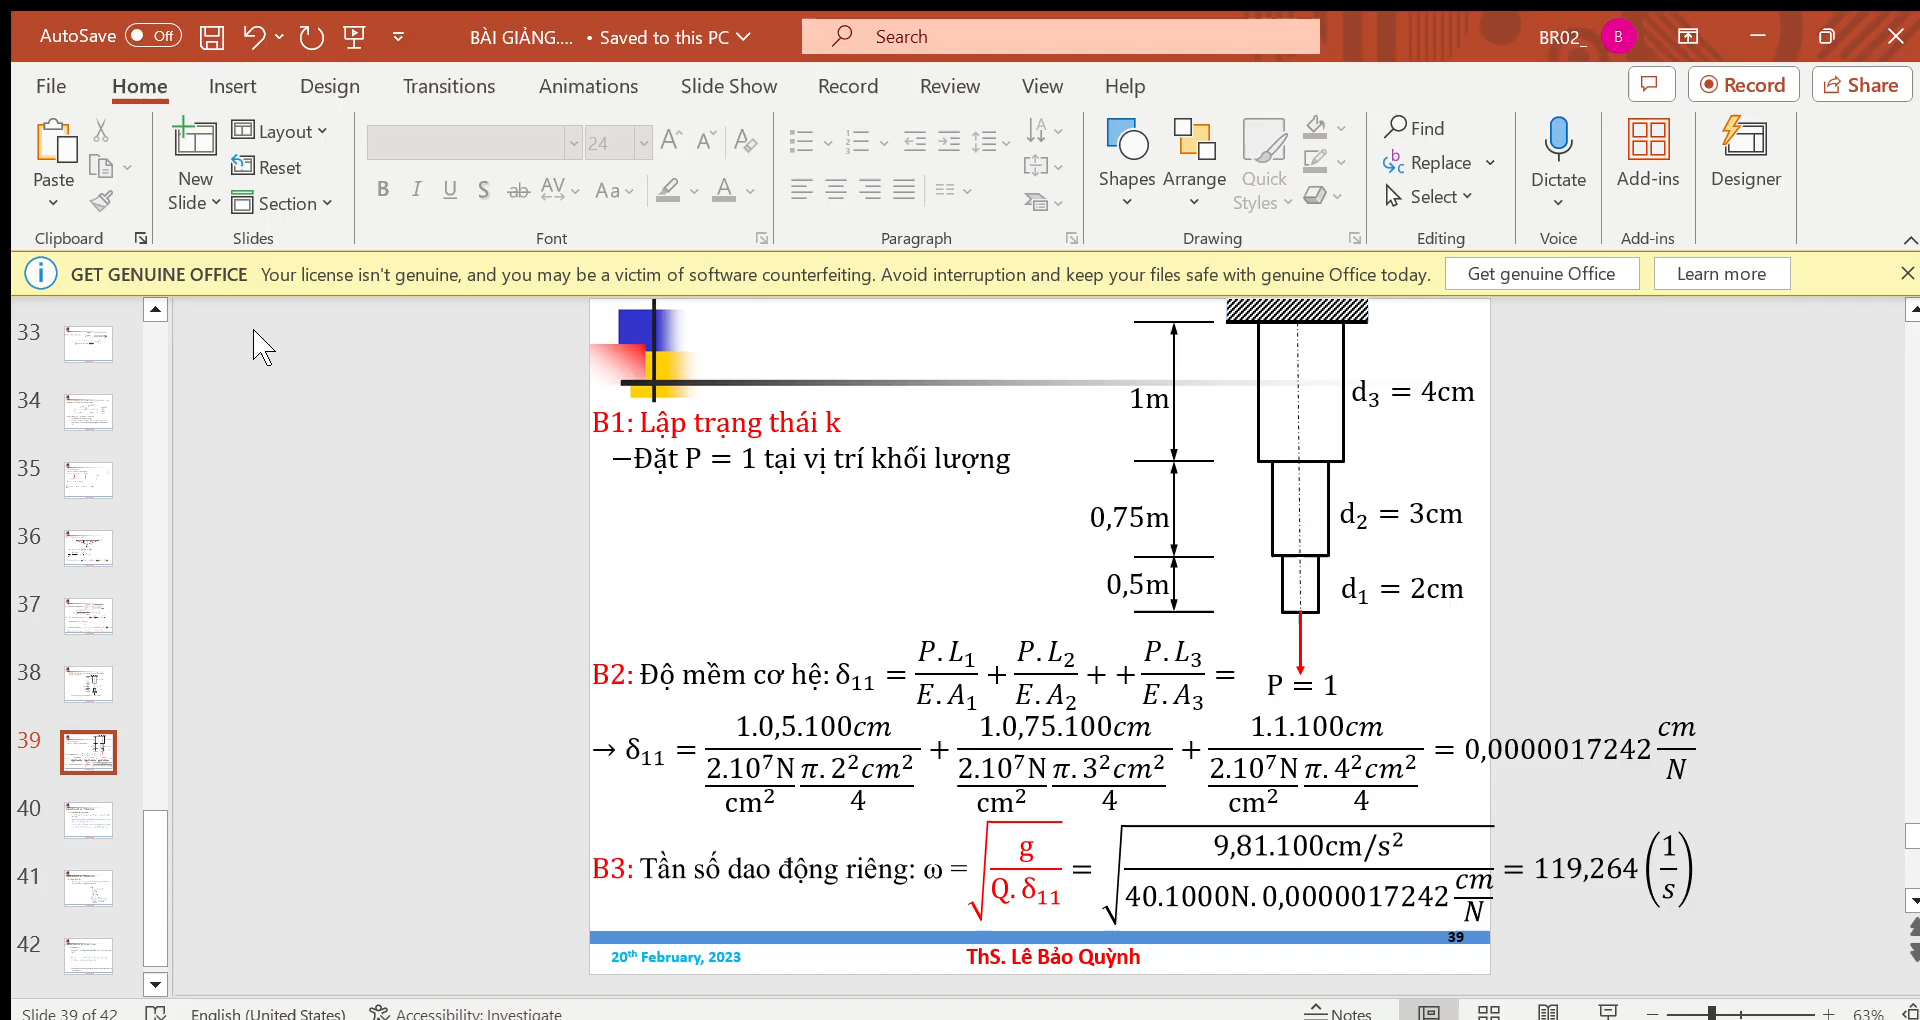 AutoSave Off BÀI GIẢNG.... • Saved to this PC Search BR02_ B
File Home Insert Design Transitions Animations Slide Show Record Review View Help Record Share
Paste New Slide Layout Reset Section 24 Shapes Arrange Quick Styles Find Replace Select Dictate Add-ins Designer
Clipboard Slides Font Paragraph Drawing Editing Voice Add-ins
GET GENUINE OFFICE Your license isn't genuine, and you may be a victim of software counterfeiting. Avoid interruption and keep your files safe with genuine Office today. Get genuine Office Learn more
33
34
35
36
37
38
39
40
41
42
1m d₃ = 4cm
B1: Lập trạng thái k
−Đặt P = 1 tại vị trí khối lượng
0,75m d₂ = 3cm
0,5m d₁ = 2cm
B2: Độ mềm cơ hệ: δ₁₁ = P.L₁/E.A₁ + P.L₂/E.A₂ + + P.L₃/E.A₃ =
P = 1
→ δ₁₁ = 1.0,5.100cm/(2.10⁷N/cm² π.2²cm²/4) + 1.0,75.100cm/(2.10⁷N/cm² π.3²cm²/4) + 1.1.100cm/(2.10⁷N/cm² π.4²cm²/4) = 0,0000017242 cm/N
B3: Tần số dao động riêng: ω = √(g/Q.δ₁₁) = √(9,81.100cm/s²/40.1000N.0,0000017242 cm/N) = 119,264 (1/s)
39
20th February, 2023 ThS. Lê Bảo Quỳnh
Slide 39 of 42 English (United States) Accessibility: Investigate Notes 63%